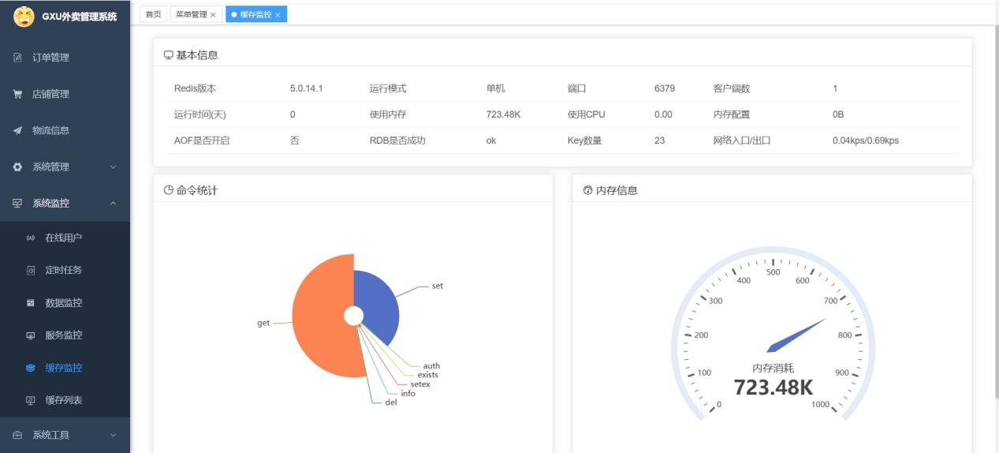 GXU外卖管理系统
首页 菜单管理 × 缓存监控 ×
订单管理
店铺管理
物流信息
系统管理
系统监控
在线用户
定时任务
数据监控
服务监控
缓存监控
缓存列表
系统工具
基本信息
Redis版本 5.0.14.1 运行模式 单机 端口 6379 客户端数 1
运行时间(天) 0 使用内存 723.48K 使用CPU 0.00 内存配置 0B
AOF是否开启 否 RDB是否成功 ok Key数量 23 网络入口/出口 0.04kps/0.69kps
命令统计
set
get
auth
exists
setex
info
del
内存信息
0
100
200
300
400
500
600
700
800
900
1000
内存消耗
723.48K